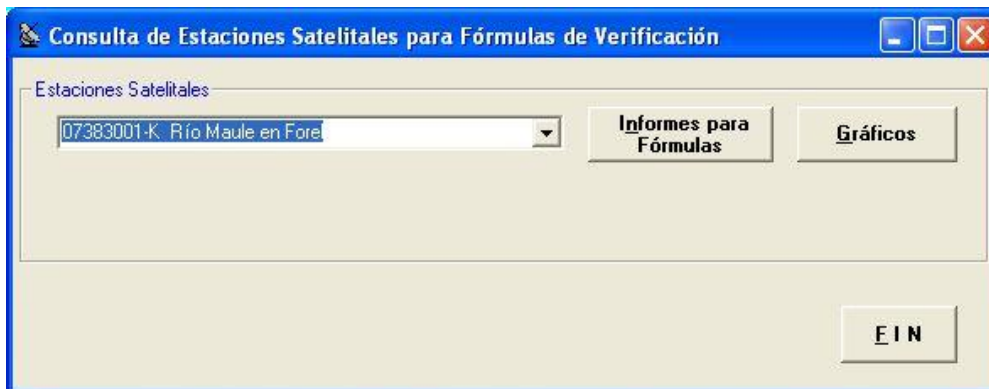 Consulta de Estaciones Satelitales para Fórmulas de Verificación
Estaciones Satelitales
07383001-K Río Maule en Forel
Informes para
Fórmulas
Gráficos
F I N